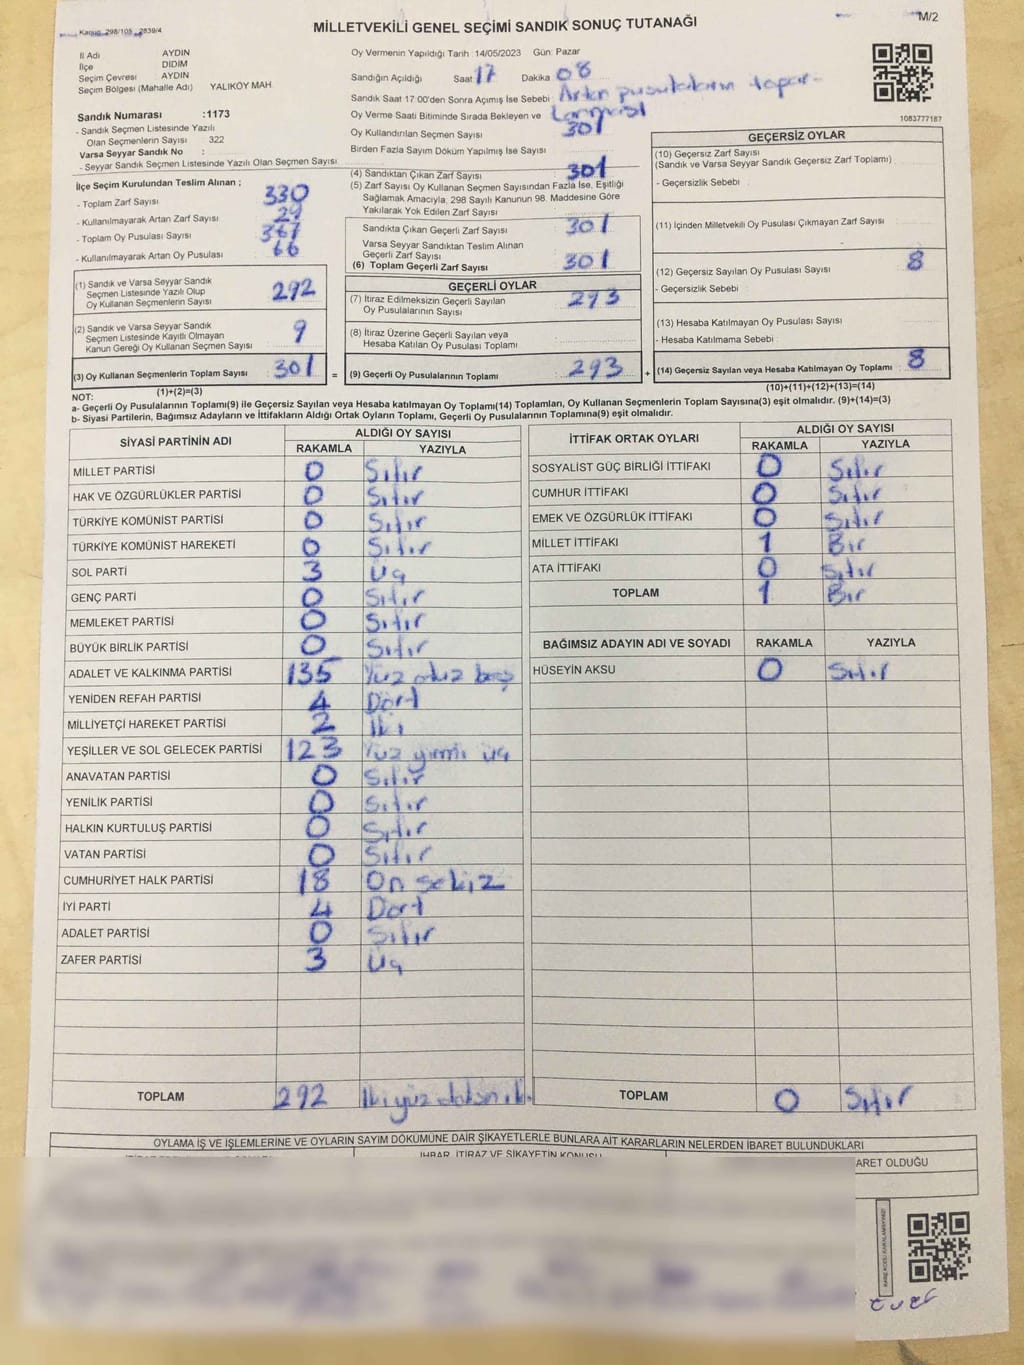 Kanun: 298/105, 2839/4
M/2
MİLLETVEKİLİ GENEL SEÇİMİ SANDIK SONUÇ TUTANAĞI
İl Adı AYDIN
İlçe DİDİM
Seçim Çevresi AYDIN
Seçim Bölgesi (Mahalle Adı) YALIKÖY MAH
Sandık Numarası :1173
- Sandık Seçmen Listesinde Yazılı
Olan Seçmenlerin Sayısı : 322
Varsa Seyyar Sandık No :
- Seyyar Sandık Seçmen Listesinde Yazılı Olan Seçmen Sayısı :
Oy Vermenin Yapıldığı Tarih : 14/05/2023 Gün: Pazar
Sandığın Açıldığı Saat 17 Dakika 08
Sandık Saat 17:00'den Sonra Açımış İse Sebebi : Artan pusulaların topar-
Oy Verme Saati Bitiminde Sırada Bekleyen ve
Oy Kullandırılan Seçmen Sayısı 301
Birden Fazla Sayım Döküm Yapılmış İse Sayısı
1083777187
İlçe Seçim Kurulundan Teslim Alınan ;
- Toplam Zarf Sayısı 330
- Kullanılmayarak Artan Zarf Sayısı 29
- Toplam Oy Pusulası Sayısı 367
- Kullanılmayarak Artan Oy Pusulası 66
(1) Sandık ve Varsa Seyyar Sandık
Seçmen Listesinde Yazılı Olup
Oy Kullanan Seçmenlerin Sayısı 292
(2) Sandık ve Varsa Seyyar Sandık
Seçmen Listesinde Kayıtlı Olmayan
Kanun Gereği Oy Kullanan Seçmen Sayısı 9
(3) Oy Kullanan Seçmenlerin Toplam Sayısı 301
(1)+(2)=(3)
(4) Sandıktan Çıkan Zarf Sayısı 301
(5) Zarf Sayısı Oy Kullanan Seçmen Sayısından Fazla İse, Eşitliği
Sağlamak Amacıyla, 298 Sayılı Kanunun 98. Maddesine Göre
Yakılarak Yok Edilen Zarf Sayısı
Sandıkta Çıkan Geçerli Zarf Sayısı 301
Varsa Seyyar Sandıktan Teslim Alınan
Geçerli Zarf Sayısı
(6) Toplam Geçerli Zarf Sayısı 301
GEÇERLİ OYLAR
(7) İtiraz Edilmeksizin Geçerli Sayılan
Oy Pusulalarının Sayısı 293
(8) İtiraz Üzerine Geçerli Sayılan veya
Hesaba Katılan Oy Pusulası Toplamı
= (9) Geçerli Oy Pusulalarının Toplamı 293 +
GEÇERSİZ OYLAR
(10) Geçersiz Zarf Sayısı
(Sandık ve Varsa Seyyar Sandık Geçersiz Zarf Toplamı)
- Geçersizlik Sebebi :
(11) İçinden Milletvekili Oy Pusulası Çıkmayan Zarf Sayısı
-
(12) Geçersiz Sayılan Oy Pusulası Sayısı 8
- Geçersizlik Sebebi :
(13) Hesaba Katılmayan Oy Pusulası Sayısı
- Hesaba Katılmama Sebebi :
(14) Geçersiz Sayılan veya Hesaba Katılmayan Oy Toplamı 8
(10)+(11)+(12)+(13)=(14)
NOT:
a- Geçerli Oy Pusulalarının Toplamı(9) ile Geçersiz Sayılan veya Hesaba katılmayan Oy Toplamı(14) Toplamları, Oy Kullanan Seçmenlerin Toplam Sayısına(3) eşit olmalıdır. (9)+(14)=(3)
b- Siyasi Partilerin, Bağımsız Adayların ve İttifakların Aldığı Ortak Oyların Toplamı, Geçerli Oy Pusulalarının Toplamına(9) eşit olmalıdır.
SİYASİ PARTİNİN ADI ALDIĞI OY SAYISI
RAKAMLA YAZIYLA
MİLLET PARTİSİ 0 Sıfır
HAK VE ÖZGÜRLÜKLER PARTİSİ 0 Sıfır
TÜRKİYE KOMÜNİST PARTİSİ 0 Sıfır
TÜRKİYE KOMÜNİST HAREKETİ 0 Sıfır
SOL PARTİ 3 Üç
GENÇ PARTİ 0 Sıfır
MEMLEKET PARTİSİ 0 Sıfır
BÜYÜK BİRLİK PARTİSİ 0 Sıfır
ADALET VE KALKINMA PARTİSİ 135 Yüz otuz beş
YENİDEN REFAH PARTİSİ 4 Dört
MİLLİYETÇİ HAREKET PARTİSİ 2 İki
YEŞİLLER VE SOL GELECEK PARTİSİ 123 Yüz yirmi üç
ANAVATAN PARTİSİ 0 Sıfır
YENİLİK PARTİSİ 0 Sıfır
HALKIN KURTULUŞ PARTİSİ 0 Sıfır
VATAN PARTİSİ 0 Sıfır
CUMHURİYET HALK PARTİSİ 18 On sekiz
İYİ PARTİ 4 Dört
ADALET PARTİSİ 0 Sıfır
ZAFER PARTİSİ 3 Üç
TOPLAM 292 İki yüz doksan iki
İTTİFAK ORTAK OYLARI ALDIĞI OY SAYISI
RAKAMLA YAZIYLA
SOSYALİST GÜÇ BİRLİĞİ İTTİFAKI 0 Sıfır
CUMHUR İTTİFAKI 0 Sıfır
EMEK VE ÖZGÜRLÜK İTTİFAKI 0 Sıfır
MİLLET İTTİFAKI 1 Bir
ATA İTTİFAKI 0 Sıfır
TOPLAM 1 Bir
BAĞIMSIZ ADAYIN ADI VE SOYADI RAKAMLA YAZIYLA
HÜSEYİN AKSU 0 Sıfır
TOPLAM 0 Sıfır
OYLAMA İŞ VE İŞLEMLERİNE VE OYLARIN SAYIM DÖKÜMÜNE DAİR ŞİKAYETLERLE BUNLARA AİT KARARLARIN NELERDEN İBARET BULUNDUKLARI
İHBAR, İTİRAZ VE ŞİKAYETİN KONUSU
ARET OLDUĞU